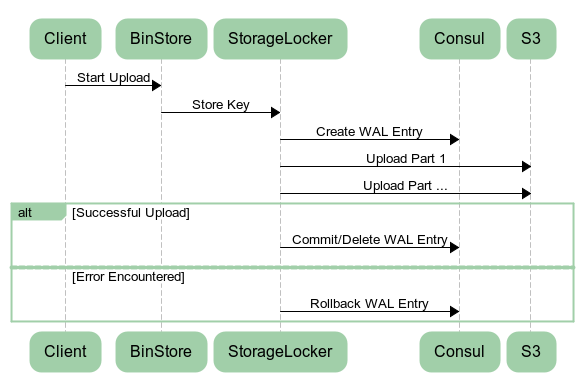 Client BinStore StorageLocker Consul S3
Start Upload
Store Key
Create WAL Entry
Upload Part 1
Upload Part ...
alt [Successful Upload]
Commit/Delete WAL Entry
[Error Encountered]
Rollback WAL Entry
Client BinStore StorageLocker Consul S3